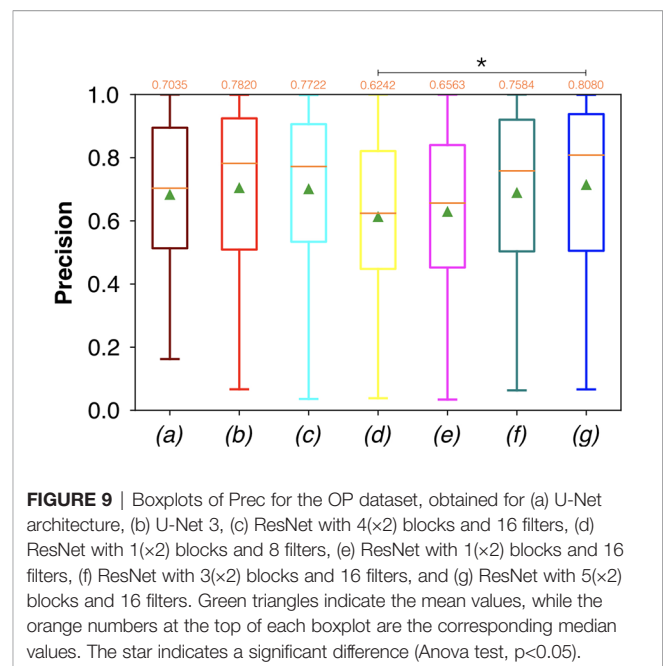 *
0.7035 0.7820 0.7722 0.6242 0.6563 0.7584 0.8080
1.0
0.8
0.6
0.4
0.2
0.0
Precision
(a) (b) (c) (d) (e) (f) (g)
FIGURE 9 | Boxplots of Prec for the OP dataset, obtained for (a) U-Net
architecture, (b) U-Net 3, (c) ResNet with 4(×2) blocks and 16 filters, (d)
ResNet with 1(×2) blocks and 8 filters, (e) ResNet with 1(×2) blocks and 16
filters, (f) ResNet with 3(×2) blocks and 16 filters, and (g) ResNet with 5(×2)
blocks and 16 filters. Green triangles indicate the mean values, while the
orange numbers at the top of each boxplot are the corresponding median
values. The star indicates a significant difference (Anova test, p<0.05).